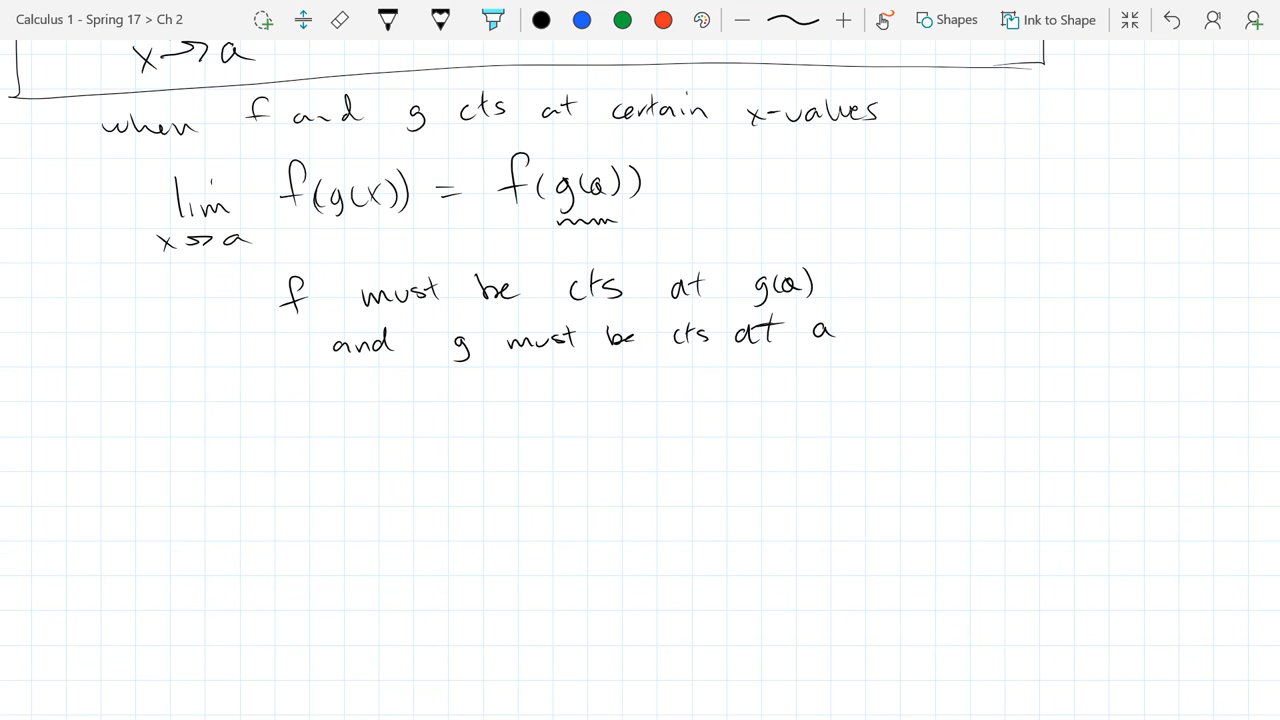 Calculus 1 - Spring 17 > Ch 2
Shapes
Ink to Shape
x → a
when f and g cts at certain x-values
lim f(g(x)) = f(g(a))
x → a
f must be cts at g(a)
and g must be cts at a